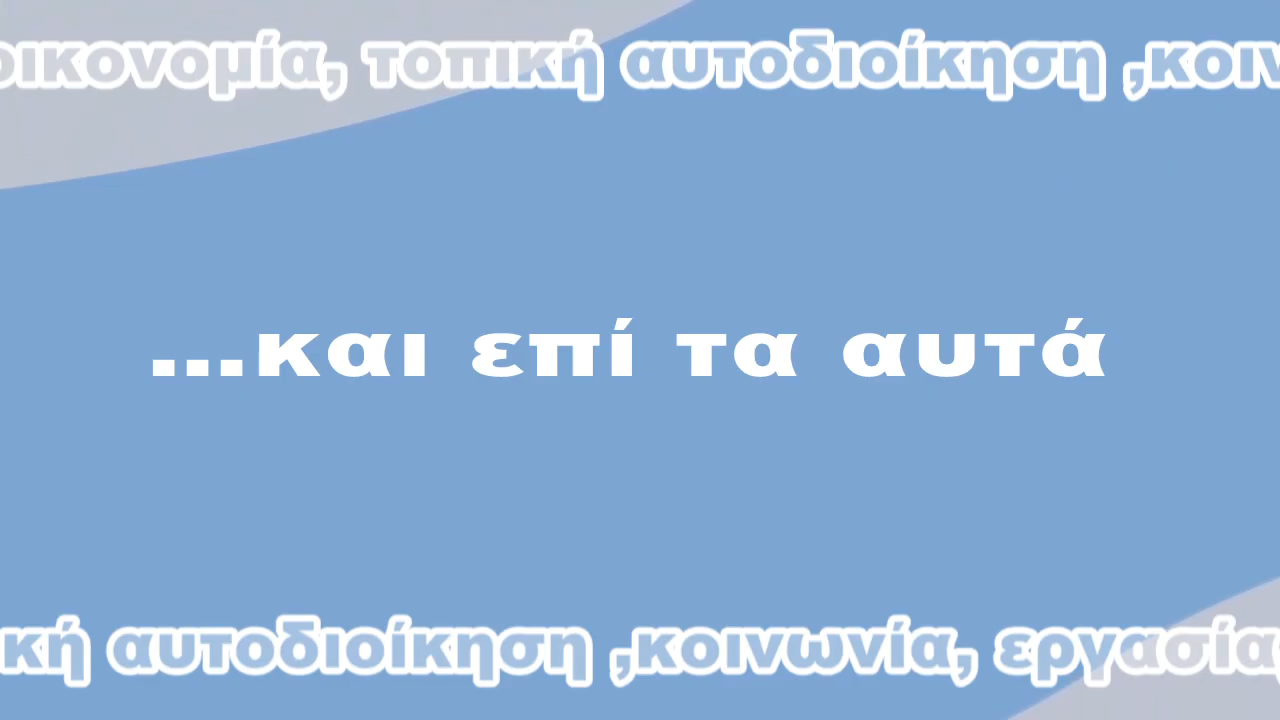 οικονομία, τοπική αυτοδιοίκηση ,κοιν
...και επί τα αυτά
κή αυτοδιοίκηση ,κοινωνία, εργασία,